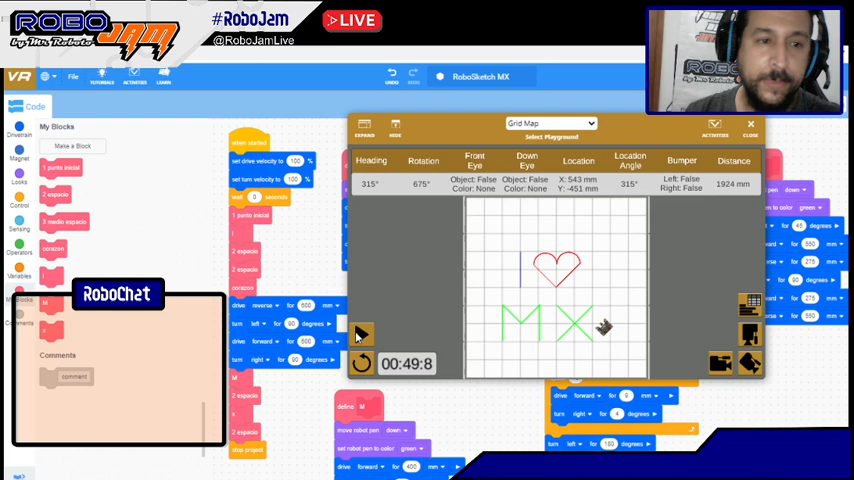 ROBO JAM
by Mr Roboto
#RoboJam
@RoboJamLive
LIVE
VR
File
TUTORIALS
ACTIVITIES
LEARN
UNDO
REDO
RoboSketch MX
Code
My Blocks
Make a Block
Drivetrain
Magnet
Looks
Control
Sensing
Operators
Variables
My Blocks
Comments
1 punto inicial
2 espacio
3 medio espacio
corazon
I
M
x
Comments
comment
RoboChat
when started
set drive velocity to 100 %
set turn velocity to 100 %
wait 0 seconds
1 punto inicial
I
2 espacio
2 espacio
corazon
drive reverse for 600 mm
turn left for 90 degrees
drive forward for 600 mm
turn right for 90 degrees
M
2 espacio
x
2 espacio
stop project
define M
move robot pen down
set robot pen to color green
drive forward for 400 mm
EXPAND
HIDE
Grid Map
Select Playground
ACTIVITIES
CLOSE
Heading
Rotation
Front Eye
Down Eye
Location
Location Angle
Bumper
Distance
315°
675°
Object: False
Color: None
Object: False
Color: None
X: 543 mm
Y: -451 mm
315°
Left: False
Right: False
1924 mm
I
MX
00:49:8
down
to color green
for 45 degrees
for 550
for 275
for 90 degrees
for 275
for 550
drive forward for 9 mm
turn right for 4 degrees
turn left for 180 degrees